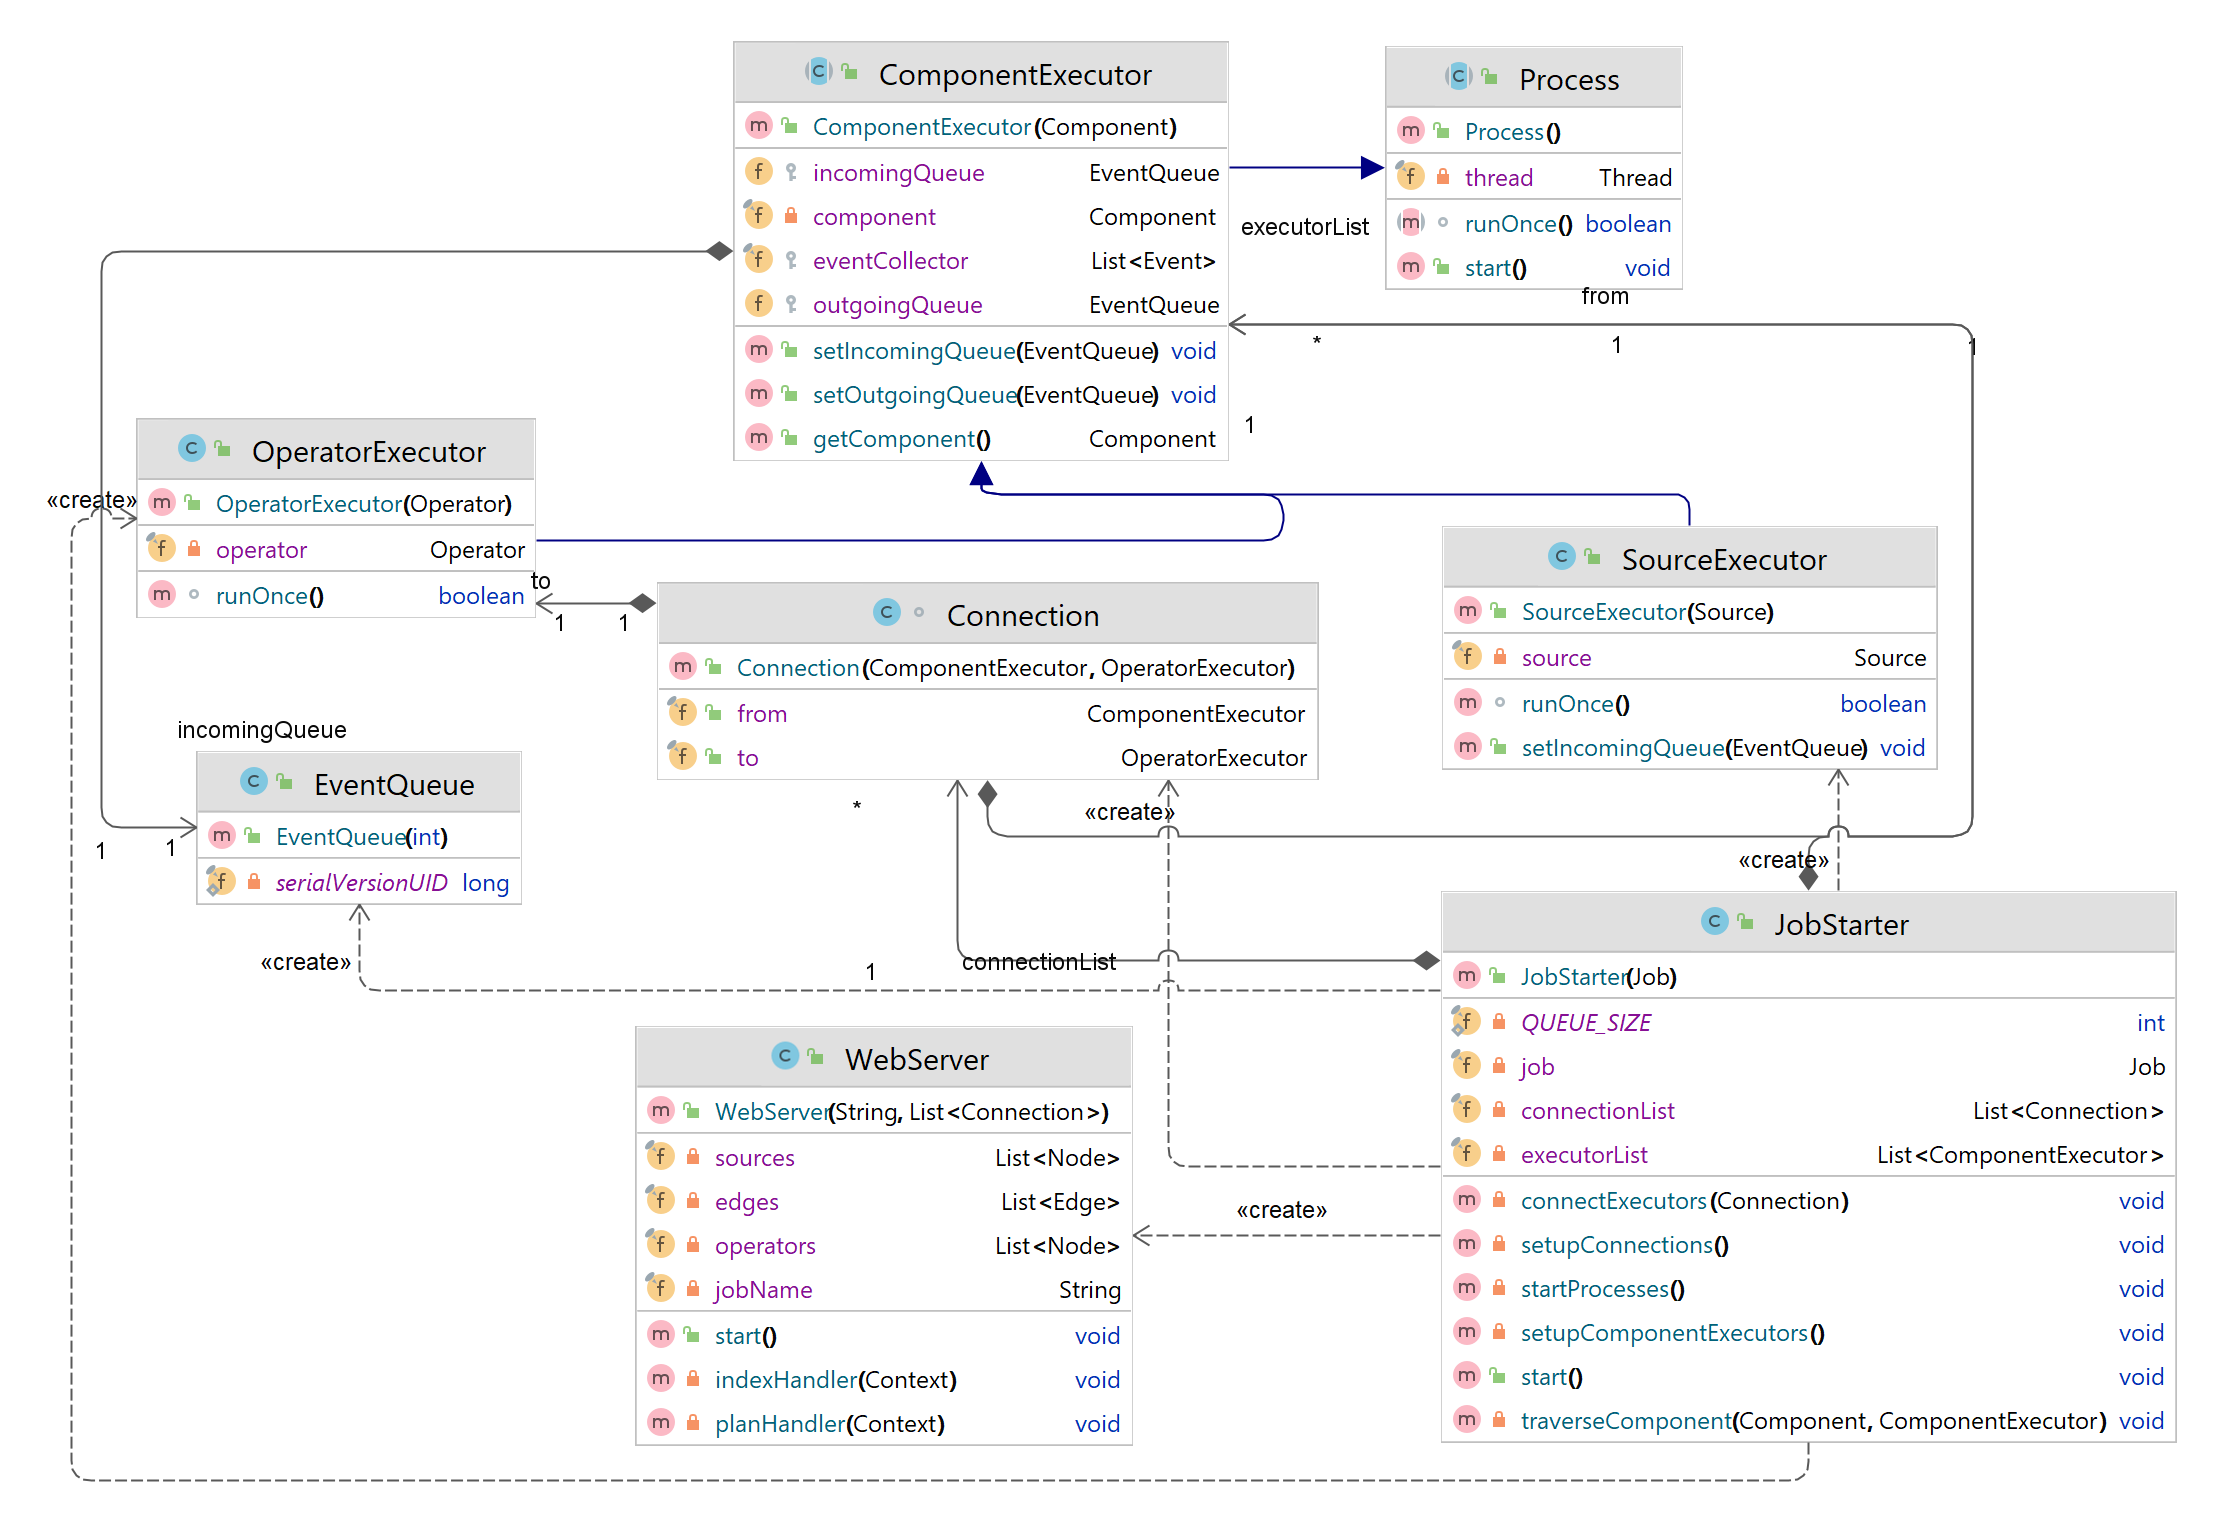 ComponentExecutor
ComponentExecutor(Component)
incomingQueue EventQueue
component Component
eventCollector List<Event>
outgoingQueue EventQueue
setIncomingQueue(EventQueue) void
setOutgoingQueue(EventQueue) void
getComponent() Component
Process
Process()
thread Thread
runOnce() boolean
start() void
executorList
from
*
1
1
1
OperatorExecutor
«create»
OperatorExecutor(Operator)
operator Operator
runOnce() boolean
to
1
1
Connection
Connection(ComponentExecutor, OperatorExecutor)
from ComponentExecutor
to OperatorExecutor
SourceExecutor
SourceExecutor(Source)
source Source
runOnce() boolean
setIncomingQueue(EventQueue) void
incomingQueue
EventQueue
EventQueue(int)
serialVersionUID long
1
1
*
«create»
«create»
«create»
1
connectionList
JobStarter
JobStarter(Job)
QUEUE_SIZE int
job Job
connectionList List<Connection>
executorList List<ComponentExecutor>
connectExecutors(Connection) void
setupConnections() void
startProcesses() void
setupComponentExecutors() void
start() void
traverseComponent(Component, ComponentExecutor) void
WebServer
WebServer(String, List<Connection>)
sources List<Node>
edges List<Edge>
operators List<Node>
jobName String
start() void
indexHandler(Context) void
planHandler(Context) void
«create»